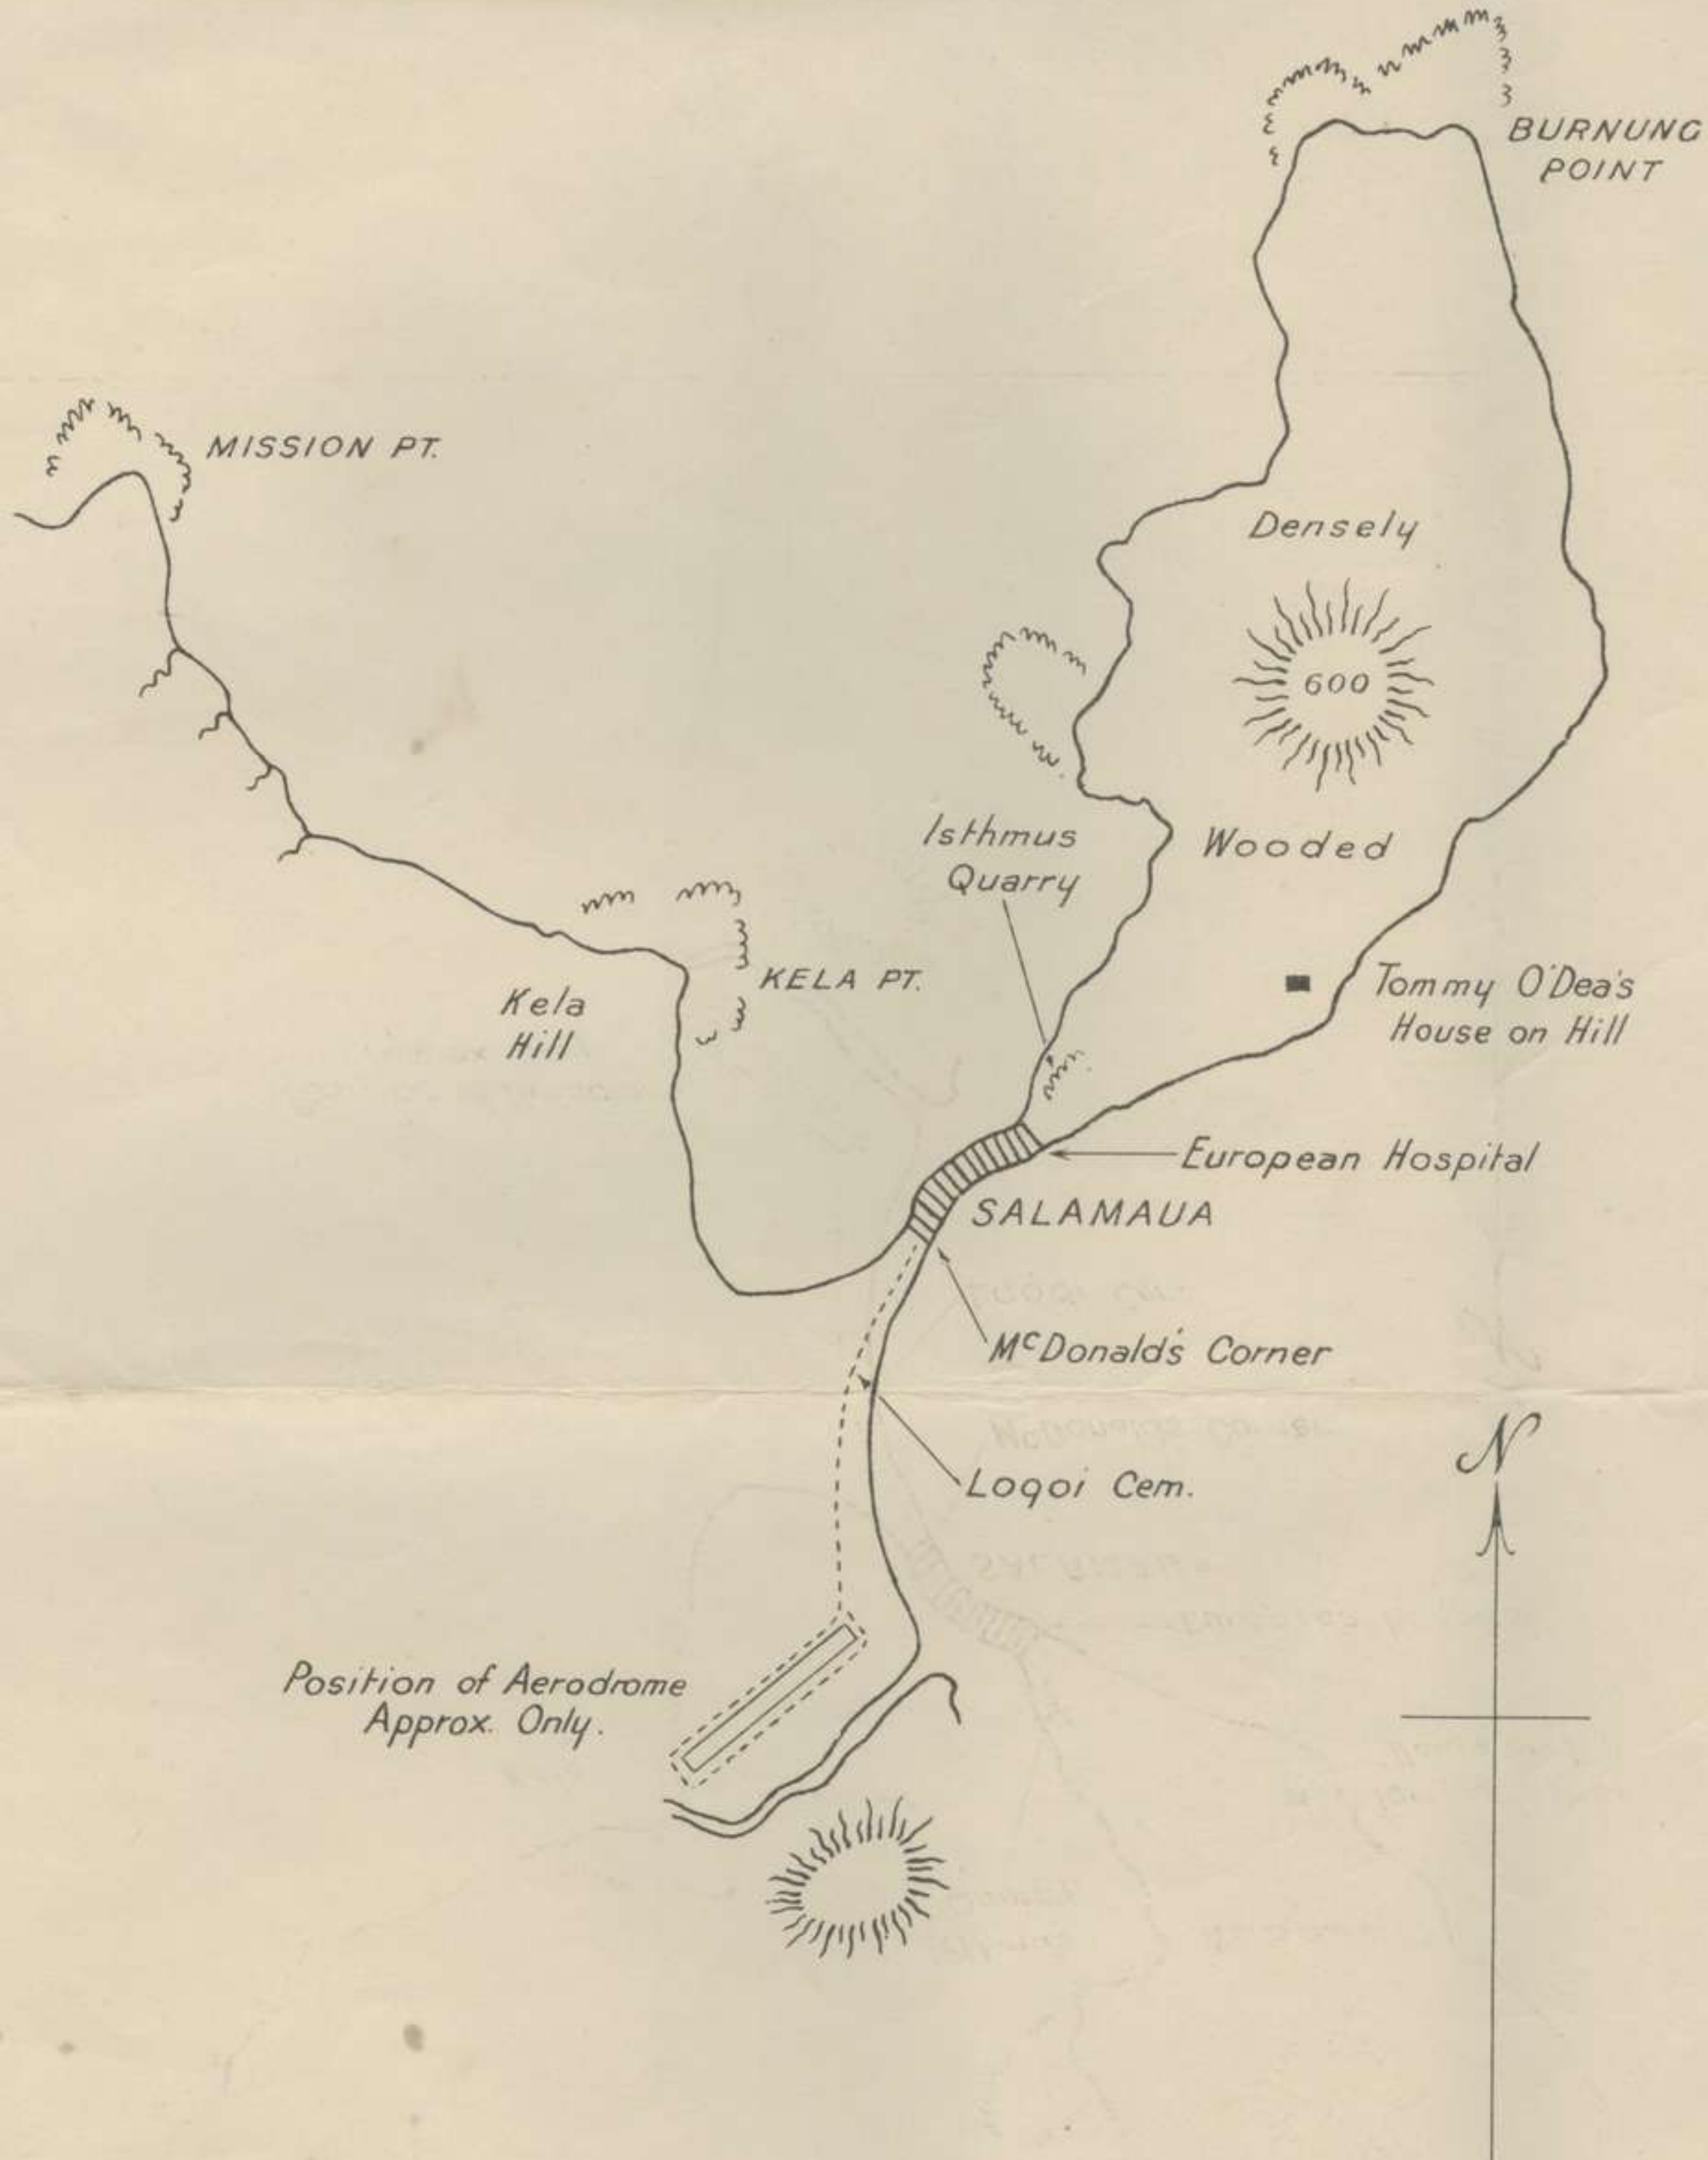 BURNUNG
POINT
MISSION PT.
Densely
600
Isthmus
Quarry
Wooded
KELA PT.
Kela
Hill
Tommy O'Dea's
House on Hill
European Hospital
SALAMAUA
McDonald's Corner
N
Logoi Cem.
Position of Aerodrome
Approx. Only.